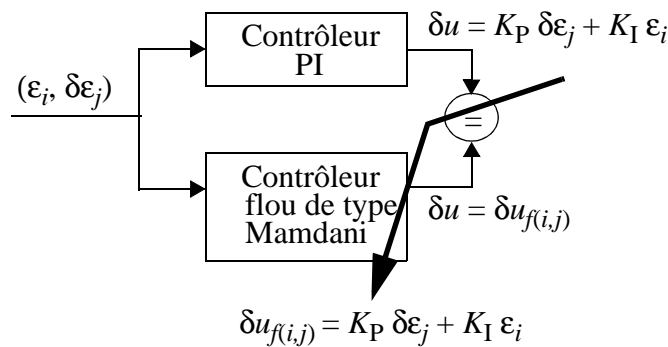 Contrôleur
PI
δu = K_P δε_j + K_I ε_i
(ε_i, δε_j)
=
Contrôleur
flou de type
Mamdani
δu = δu_f(i,j)
δu_f(i,j) = K_P δε_j + K_I ε_i